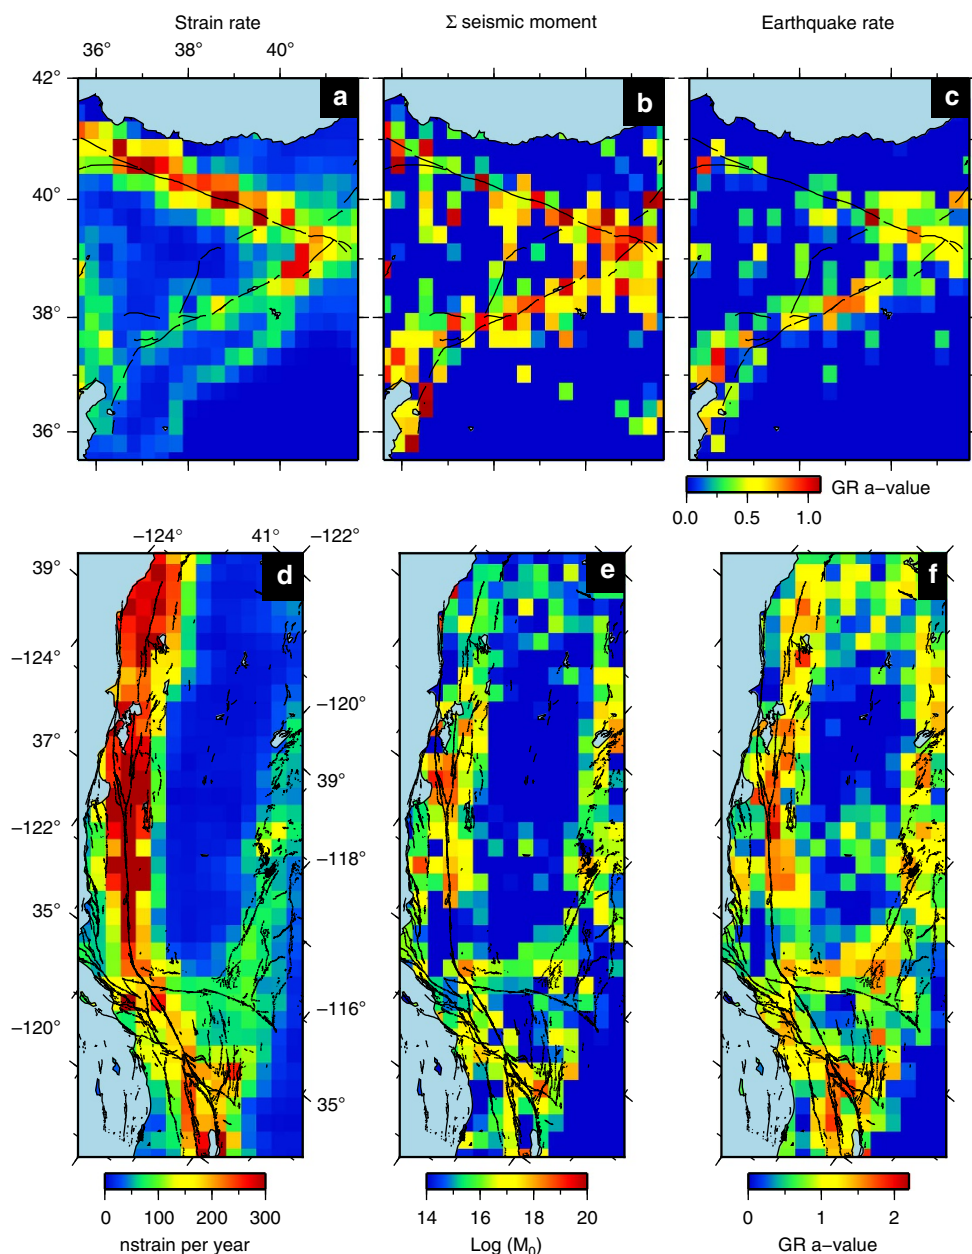 Strain rate
Σ seismic moment
Earthquake rate
36° 38° 40°
42°
40°
38°
36°
a
b
c
0.0 0.5 1.0
GR a−value
−124° 41° −122°
39°
−124°
37°
−122°
35°
−120°
−120°
39°
−118°
−116°
35°
d
e
f
0 100 200 300
nstrain per year
14 16 18 20
Log (M0)
0 1 2
GR a−value